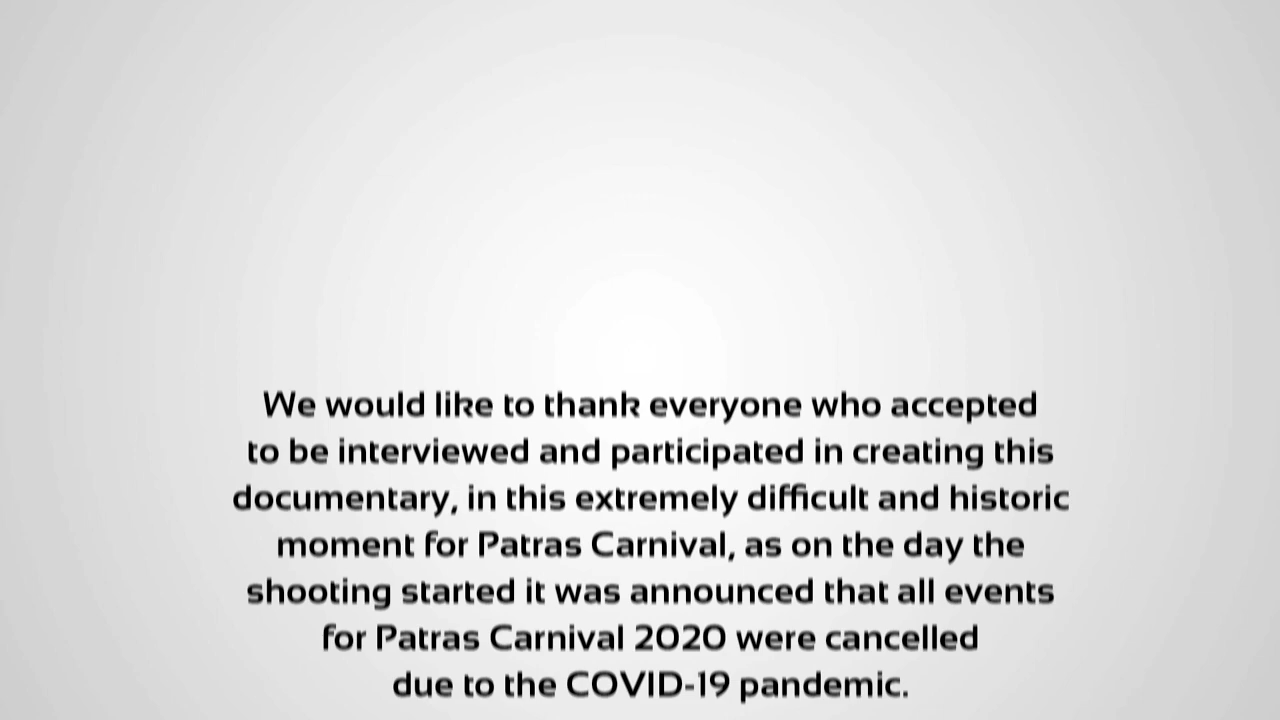 We would like to thank everyone who accepted
to be interviewed and participated in creating this
documentary, in this extremely difficult and historic
moment for Patras Carnival, as on the day the
shooting started it was announced that all events
for Patras Carnival 2020 were cancelled
due to the COVID-19 pandemic.